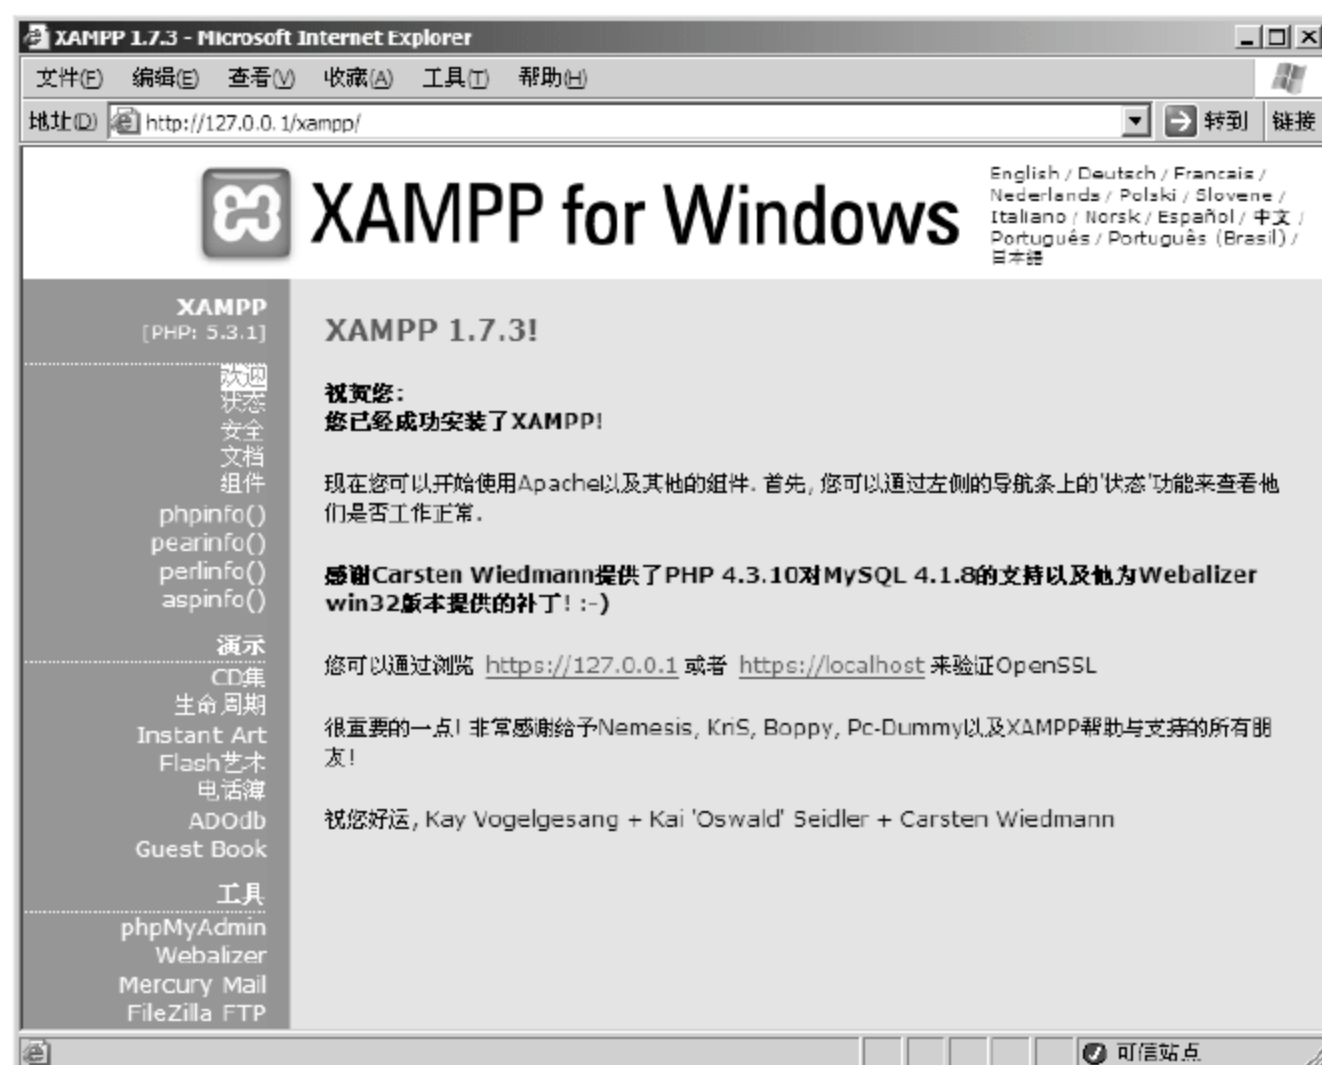 XAMPP 1.7.3 - Microsoft Internet Explorer
文件(F) 编辑(E) 查看(V) 收藏(A) 工具(T) 帮助(H)
地址(D) http://127.0.0.1/xampp/ 转到 链接
XAMPP for Windows
English / Deutsch / Francais /
Nederlands / Polski / Slovene /
Italiano / Norsk / Español / 中文 /
Português / Português (Brasil) /
日本語
XAMPP
[PHP: 5.3.1]
欢迎
状态
安全
文档
组件
phpinfo()
pearinfo()
perlinfo()
aspinfo()
演示
CD集
生命周期
Instant Art
Flash艺术
电话簿
ADOdb
Guest Book
工具
phpMyAdmin
Webalizer
Mercury Mail
FileZilla FTP
XAMPP 1.7.3!
祝贺您:
您已经成功安装了XAMPP!
现在您可以开始使用Apache以及其他的组件. 首先, 您可以通过左侧的导航条上的'状态'功能来查看他
们是否工作正常.
感谢Carsten Wiedmann提供了PHP 4.3.10对MySQL 4.1.8的支持以及他为Webalizer
win32版本提供的补丁! :-)
您可以通过浏览 https://127.0.0.1 或者 https://localhost 来验证OpenSSL
很重要的一点! 非常感谢给予Nemesis, KriS, Boppy, Pc-Dummy以及XAMPP帮助与支持的所有朋
友!
祝您好运, Kay Vogelgesang + Kai 'Oswald' Seidler + Carsten Wiedmann
可信站点